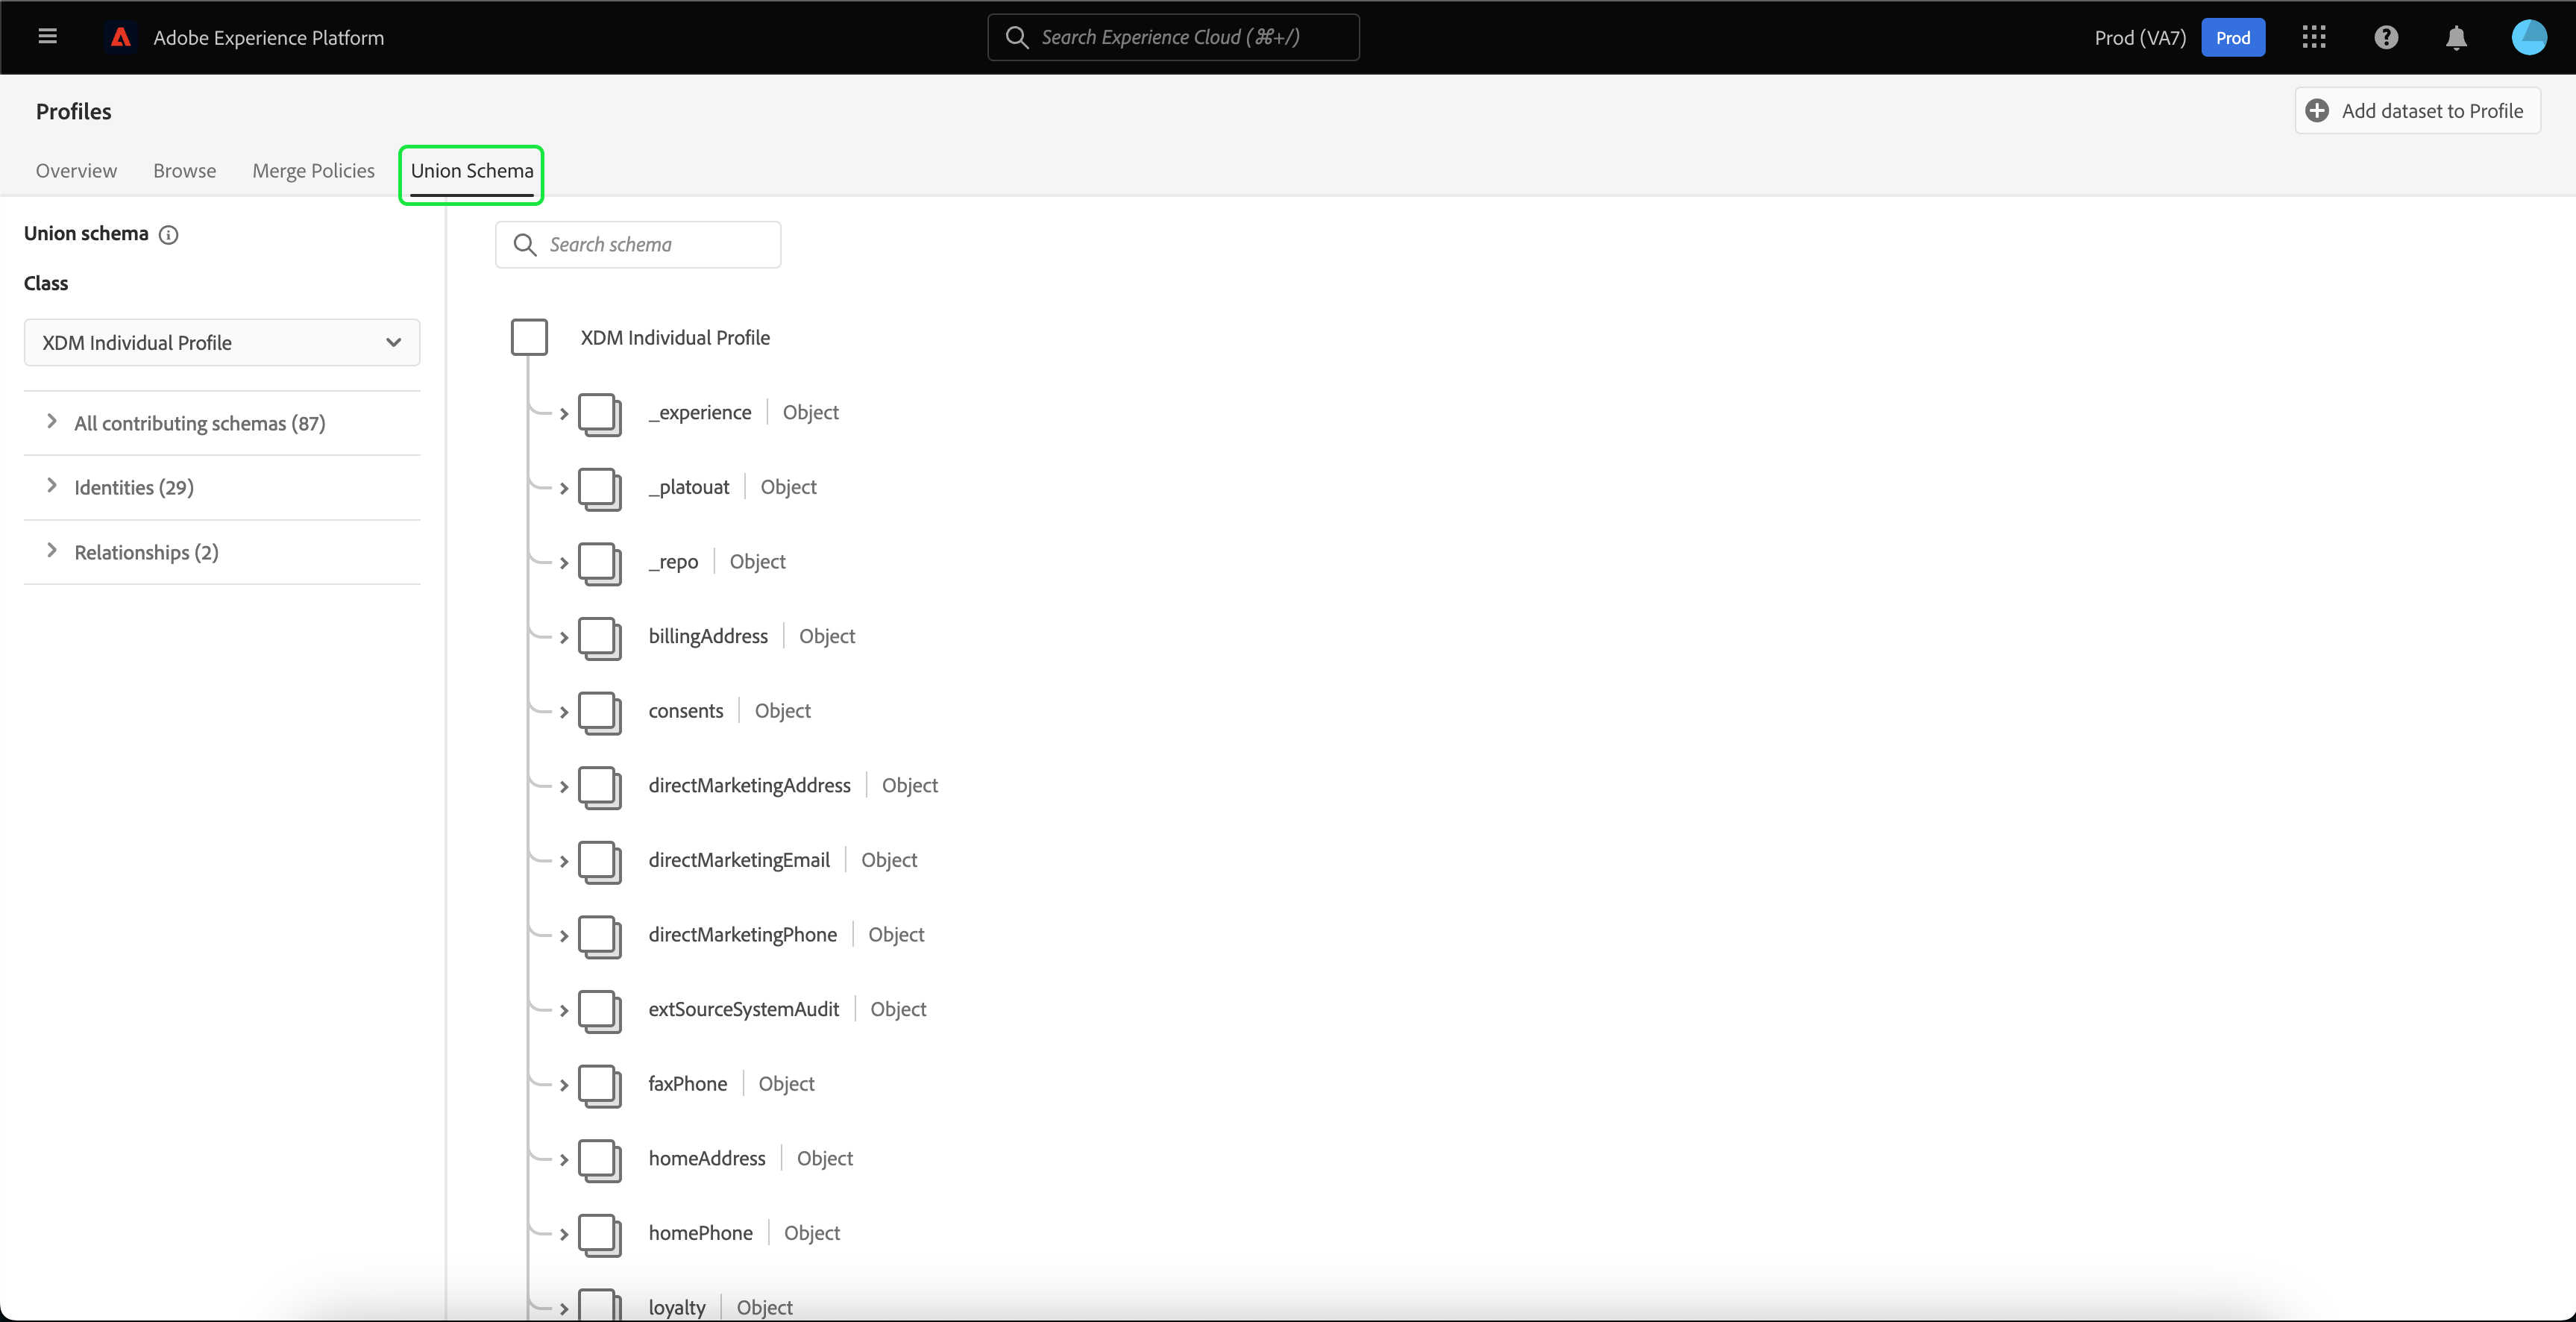 Adobe Experience Platform
Search Experience Cloud (⌘+/)
Prod (VA7)
Prod
Profiles
Add dataset to Profile
Overview
Browse
Merge Policies
Union Schema
Union schema
Class
XDM Individual Profile
All contributing schemas (87)
Identities (29)
Relationships (2)
Search schema
XDM Individual Profile
_experience Object
_platouat Object
_repo Object
billingAddress Object
consents Object
directMarketingAddress Object
directMarketingEmail Object
directMarketingPhone Object
extSourceSystemAudit Object
faxPhone Object
homeAddress Object
homePhone Object
loyalty Object